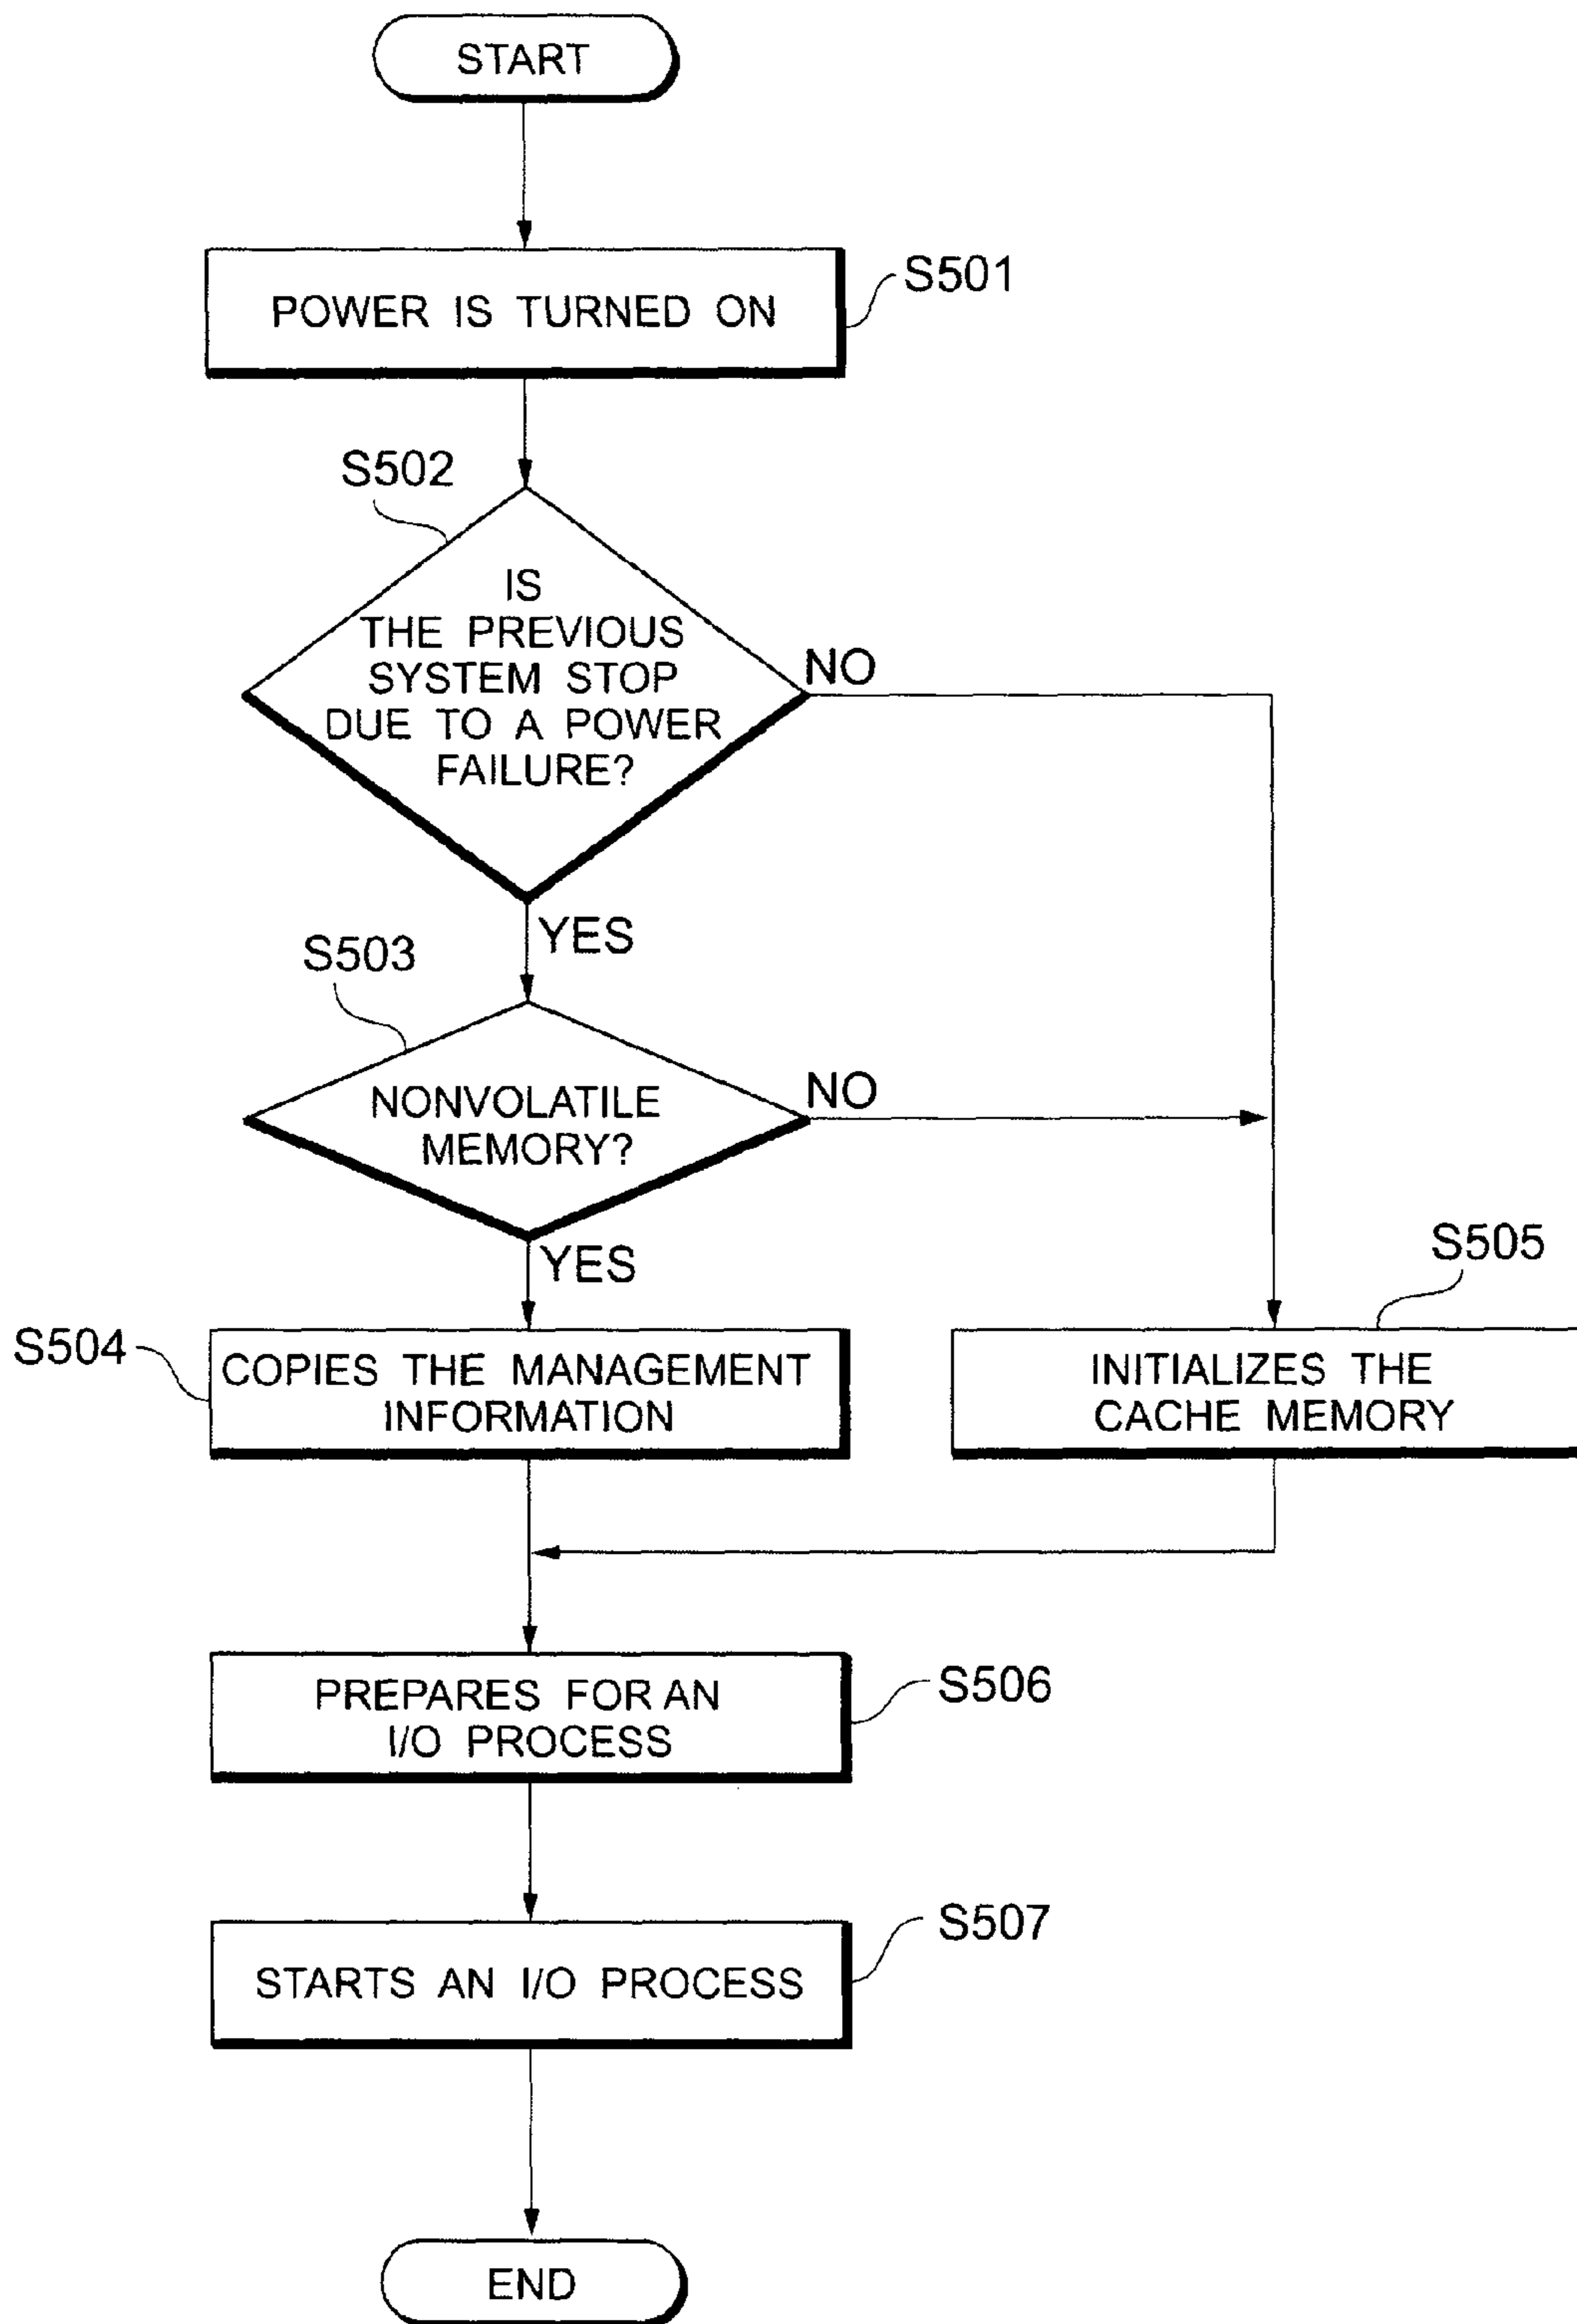 START
POWER IS TURNED ON
S501
S502
IS
THE PREVIOUS
SYSTEM STOP
DUE TO A POWER
FAILURE?
NO
YES
S503
NONVOLATILE
MEMORY?
NO
YES
S504
COPIES THE MANAGEMENT
INFORMATION
S505
INITIALIZES THE
CACHE MEMORY
PREPARES FOR AN
I/O PROCESS
S506
STARTS AN I/O PROCESS
S507
END